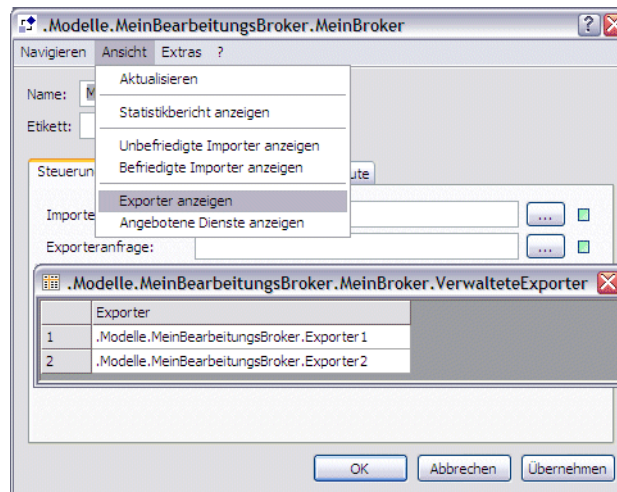 .Modelle.MeinBearbeitungsBroker.MeinBroker
Navigieren Ansicht Extras ?
Aktualisieren
Name: M
Statistikbericht anzeigen
Etikett:
Unbefriedigte Importer anzeigen
Befriedigte Importer anzeigen
Steuerun ute
Exporter anzeigen
Importe ...
Angebotene Dienste anzeigen
Exporteranfrage: ...
.Modelle.MeinBearbeitungsBroker.MeinBroker.VerwalteteExporter
Exporter
1 .Modelle.MeinBearbeitungsBroker.Exporter1
2 .Modelle.MeinBearbeitungsBroker.Exporter2
OK Abbrechen Übernehmen